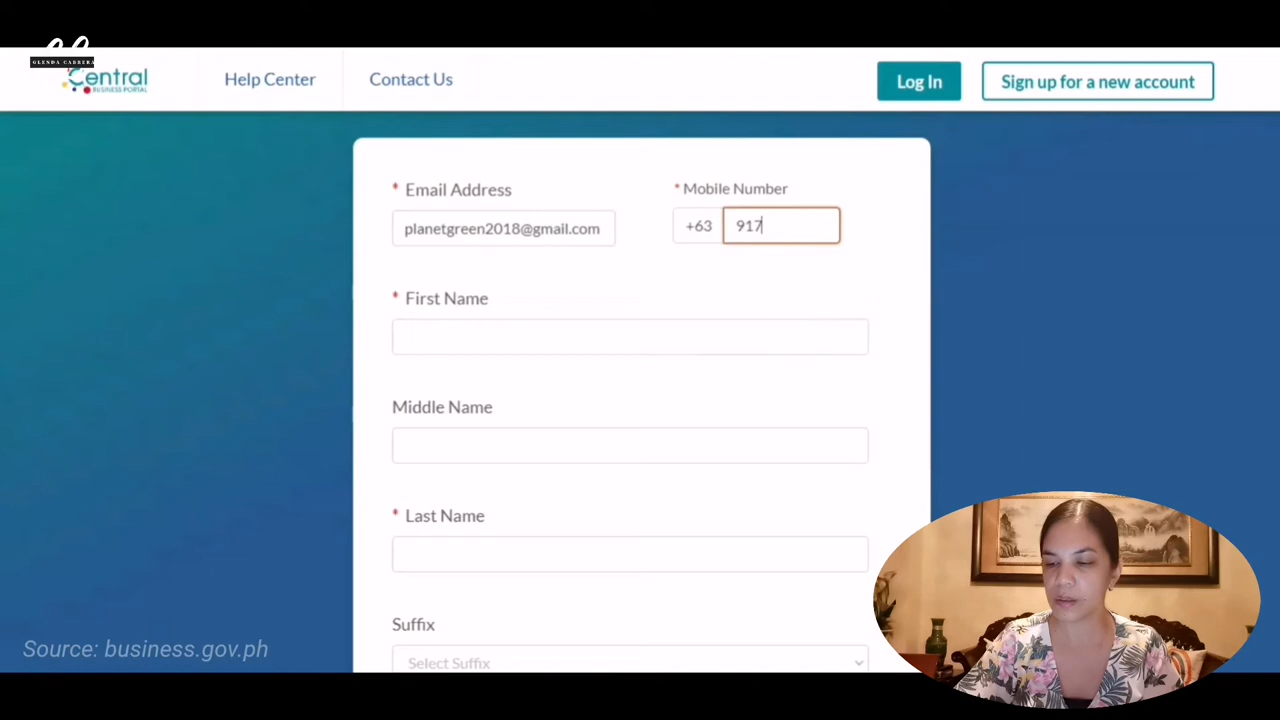 GLENDA CABRERA
Central
BUSINESS PORTAL
Help Center
Contact Us
Log In
Sign up for a new account
* Email Address
* Mobile Number
planetgreen2018@gmail.com
+63
917
* First Name
Middle Name
* Last Name
Suffix
Select Suffix
Source: business.gov.ph